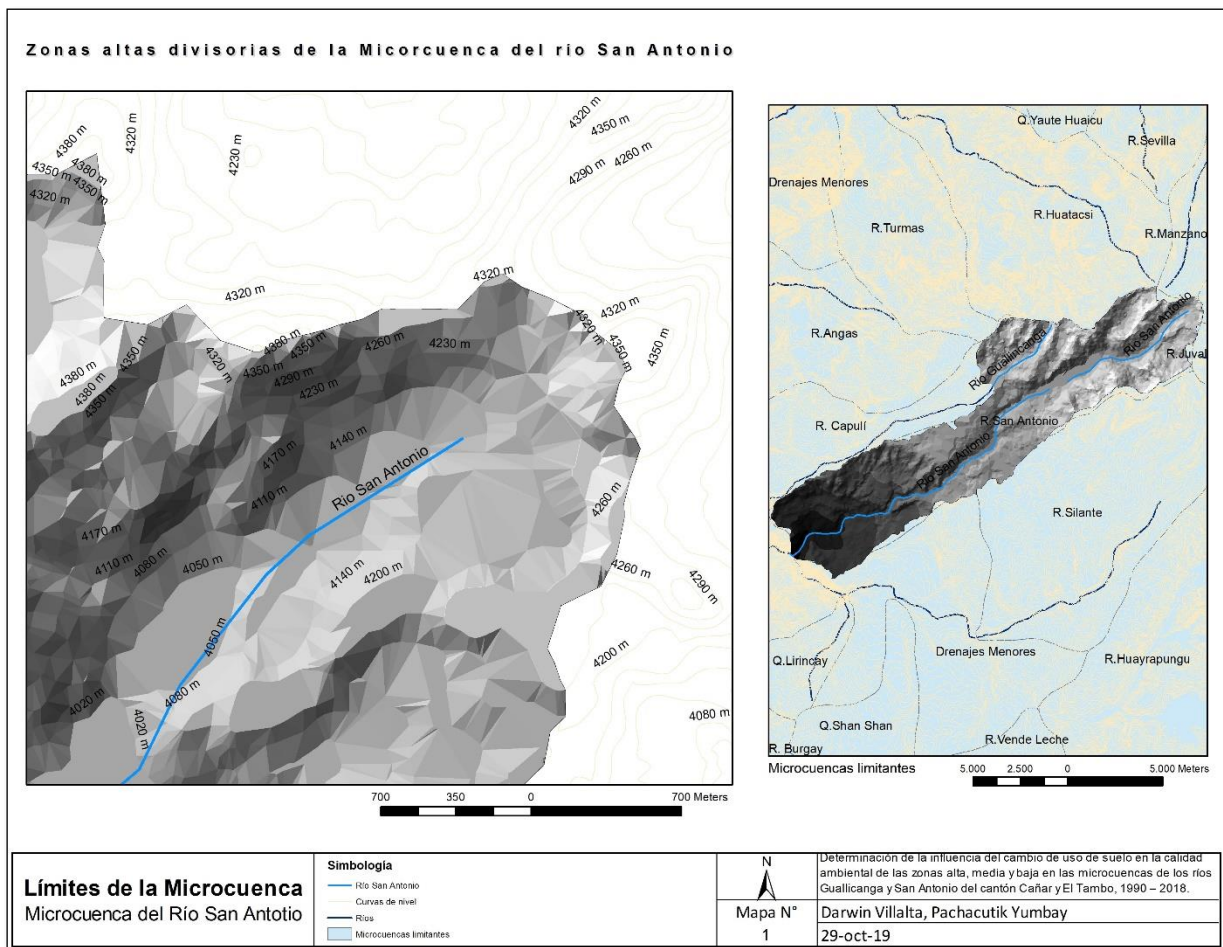 Zonas altas divisorias de la Micorcuenca del río San Antonio
4380 m
4320 m
4230 m
4320 m
4350 m
4260 m
4290 m
4350 m
4380 m
4350 m
4320 m
4320 m
4320 m
4320 m
4320 m
4350 m
4350 m
4380 m
4350 m
4350 m
4260 m
4230 m
4320 m
4350 m
4290 m
4230 m
4380 m
4380 m
4350 m
4140 m
4170 m
4110 m
Río San Antonio
4260 m
4170 m
4110 m
4080 m
4050 m
4140 m
4200 m
4260 m
4290 m
4050 m
4200 m
4080 m
4020 m
4020 m
4080 m
700 350 0 700 Meters
Q.Yaute Huaicu
R.Sevilla
Drenajes Menores
R.Turmas
R.Huatacsi
R.Manzano
R.Angas
Río Guallincanga
Río San Antonio
R.Juval
R. Capulí
R.San Antonio
Río San Antonio
R.Silante
Q.Lirincay
Drenajes Menores
R.Huayrapungu
Q.Shan Shan
R.Vende Leche
R. Burgay
Microcuencas limitantes
5.000 2.500 0 5.000 Meters
Límites de la Microcuenca
Microcuenca del Río San Antotio
Simbología
Río San Antonio
Curvas de nivel
Ríos
Microcuencas limitantes
N
Mapa N°
1
Determinación de la influencia del cambio de uso de suelo en la calidad
ambiental de las zonas alta, media y baja en las microcuencas de los ríos
Guallicanga y San Antonio del cantón Cañar y El Tambo, 1990 – 2018.
Darwin Villalta, Pachacutik Yumbay
29-oct-19